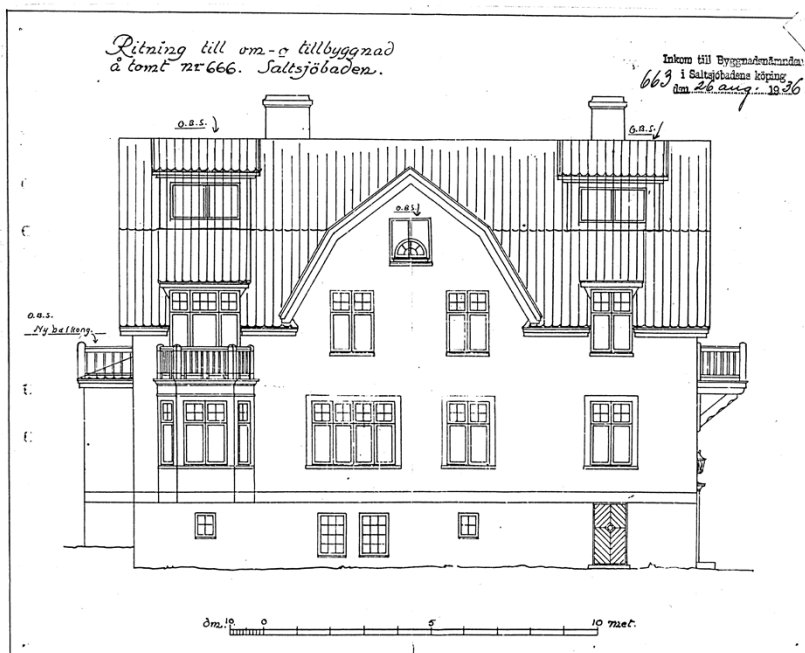 Ritning till om-o tillbyggnad
å tomt nr 666. Saltsjöbaden.
Inkom till Byggnadsnämnden
i Saltsjöbadens köping
663 den 26 aug. 1936
O.B.S.
O.B.S.
O.B.S.
O.B.S.
Ny balkong.
dm. 10 0 5 10 met.